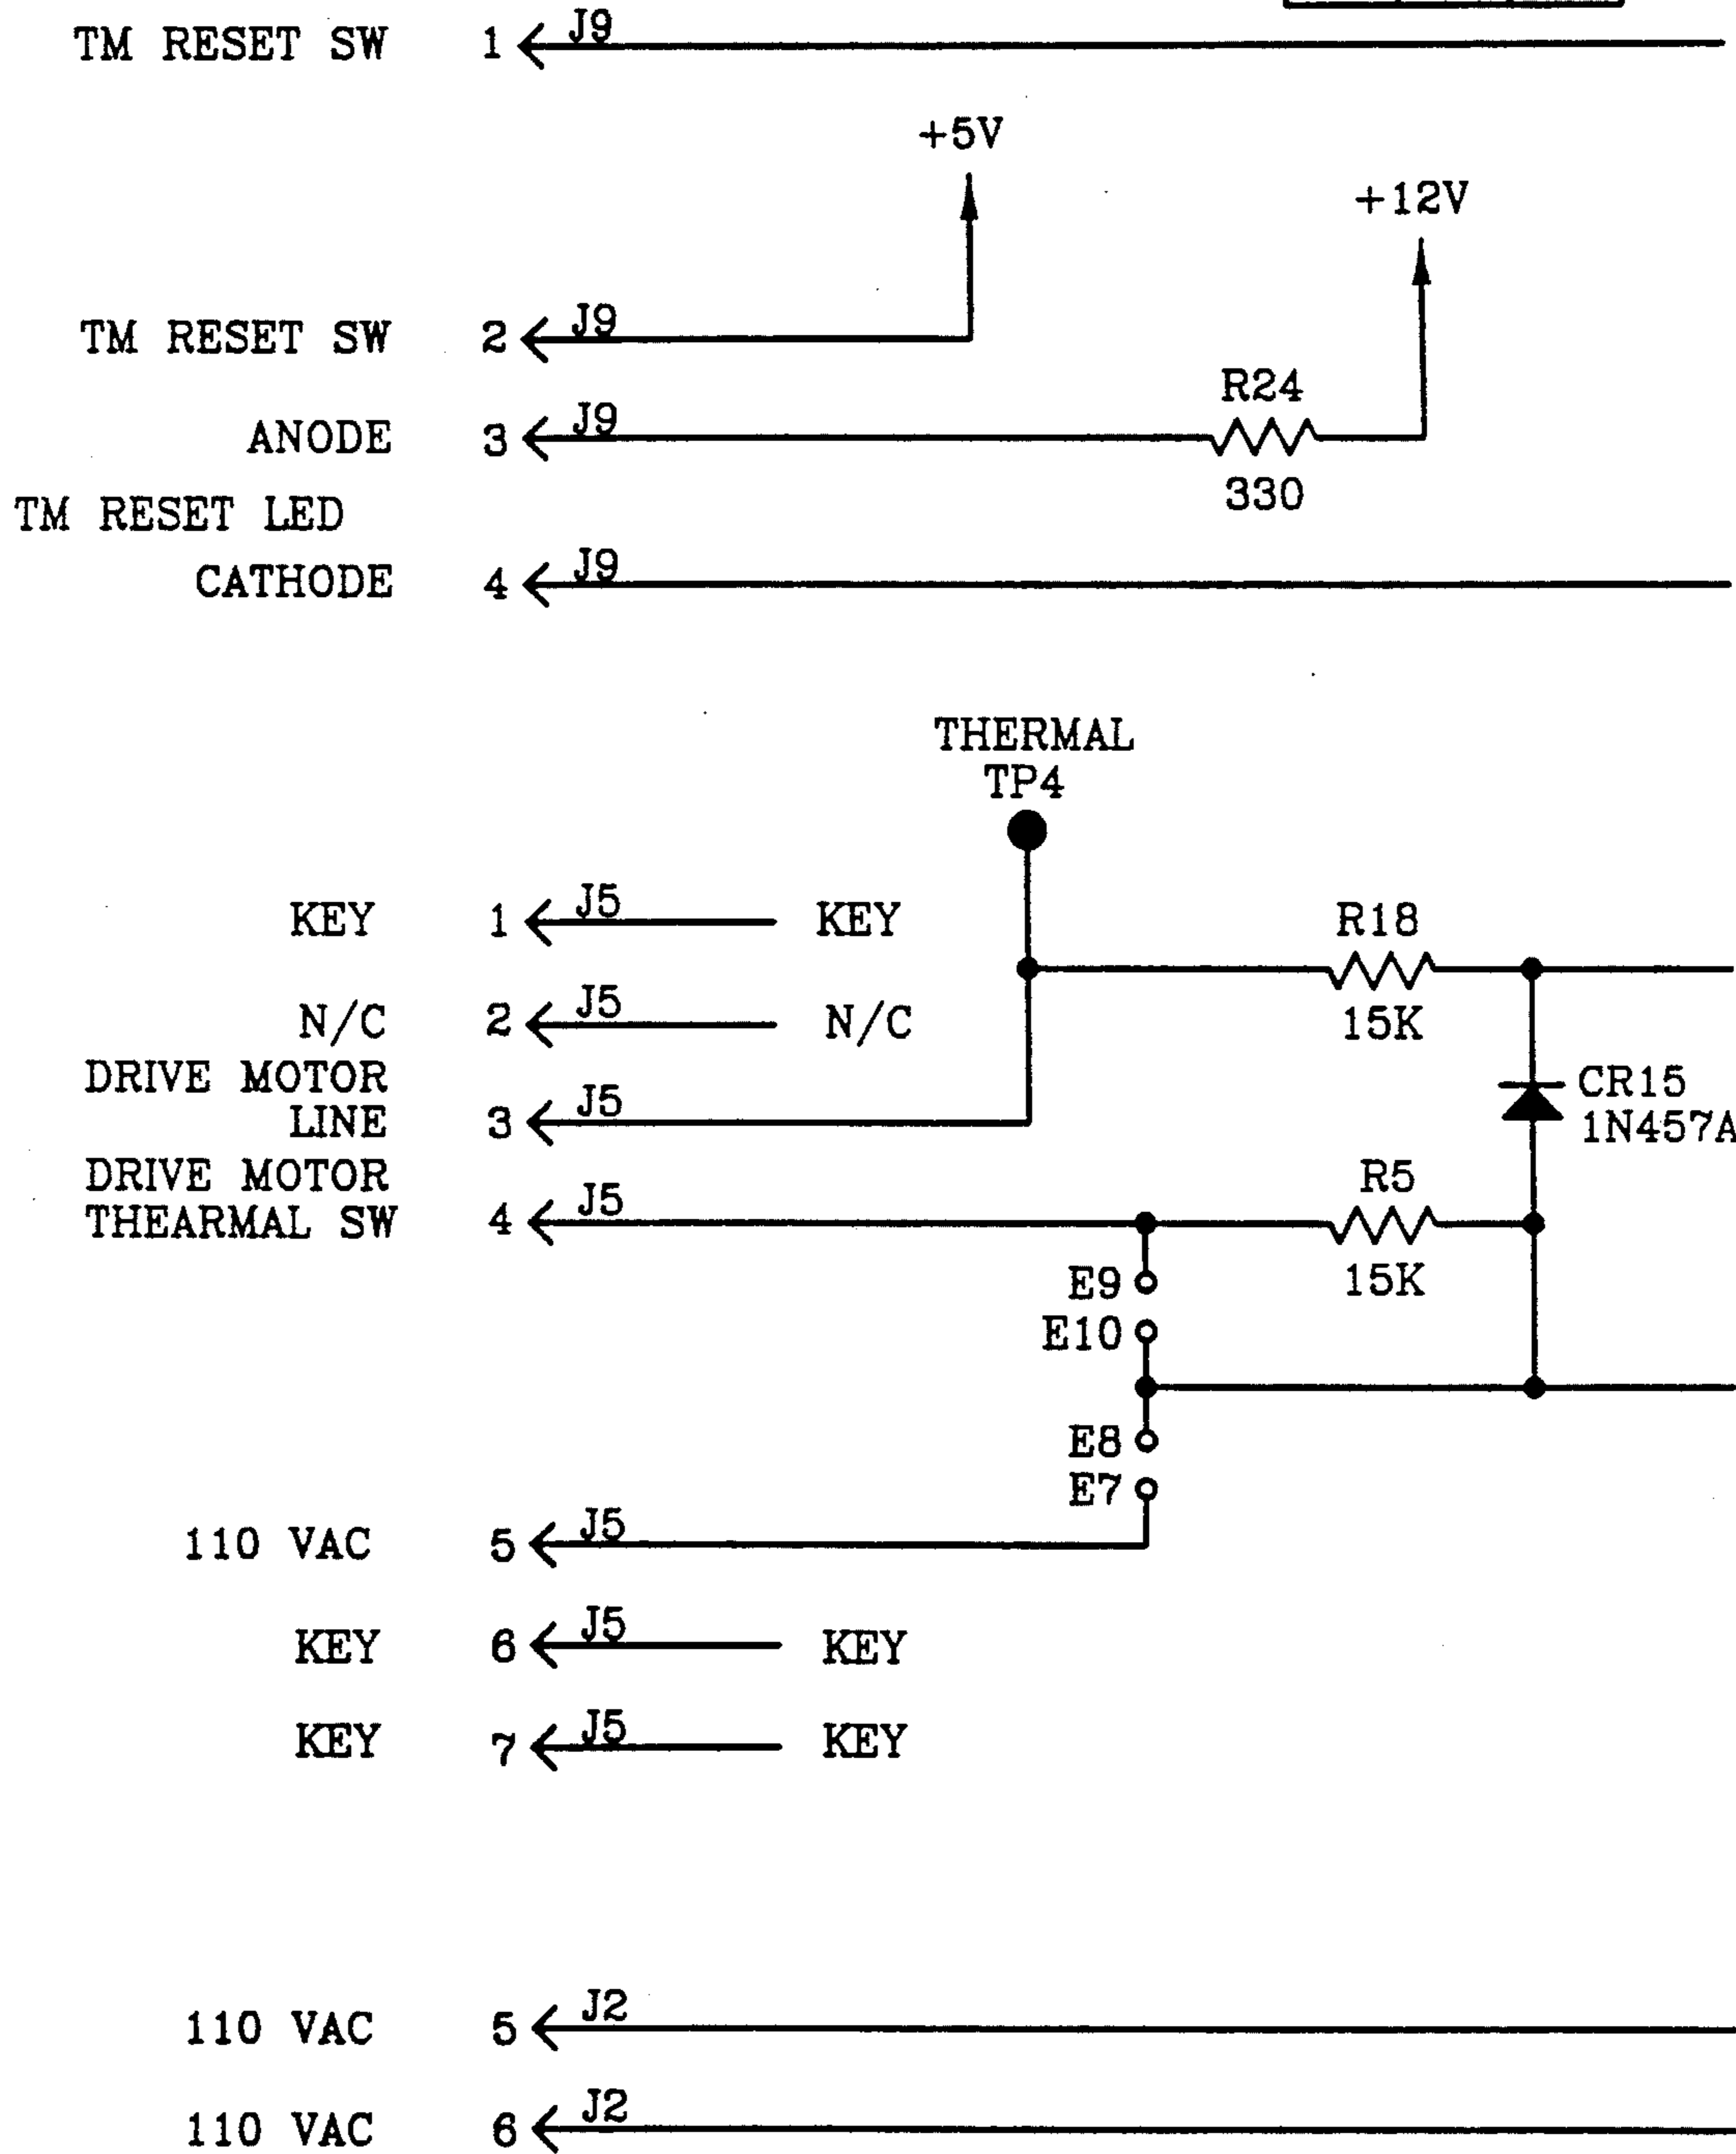 TM RESET SW 1 J9
+5V
+12V
TM RESET SW 2 J9
R24
ANODE 3 J9
330
TM RESET LED
CATHODE 4 J9
THERMAL
TP4
KEY 1 J5 KEY
R18
N/C 2 J5 N/C
15K
DRIVE MOTOR
LINE 3 J5
CR15
1N457A
DRIVE MOTOR
THEARMAL SW 4 J5
R5
15K
E9
E10
E8
E7
110 VAC 5 J5
KEY 6 J5 KEY
KEY 7 J5 KEY
110 VAC 5 J2
110 VAC 6 J2